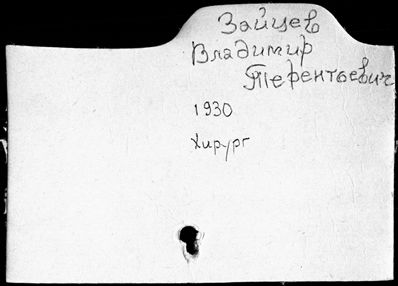 Зайцев
Владимир
Терентьевич
1930
хирург